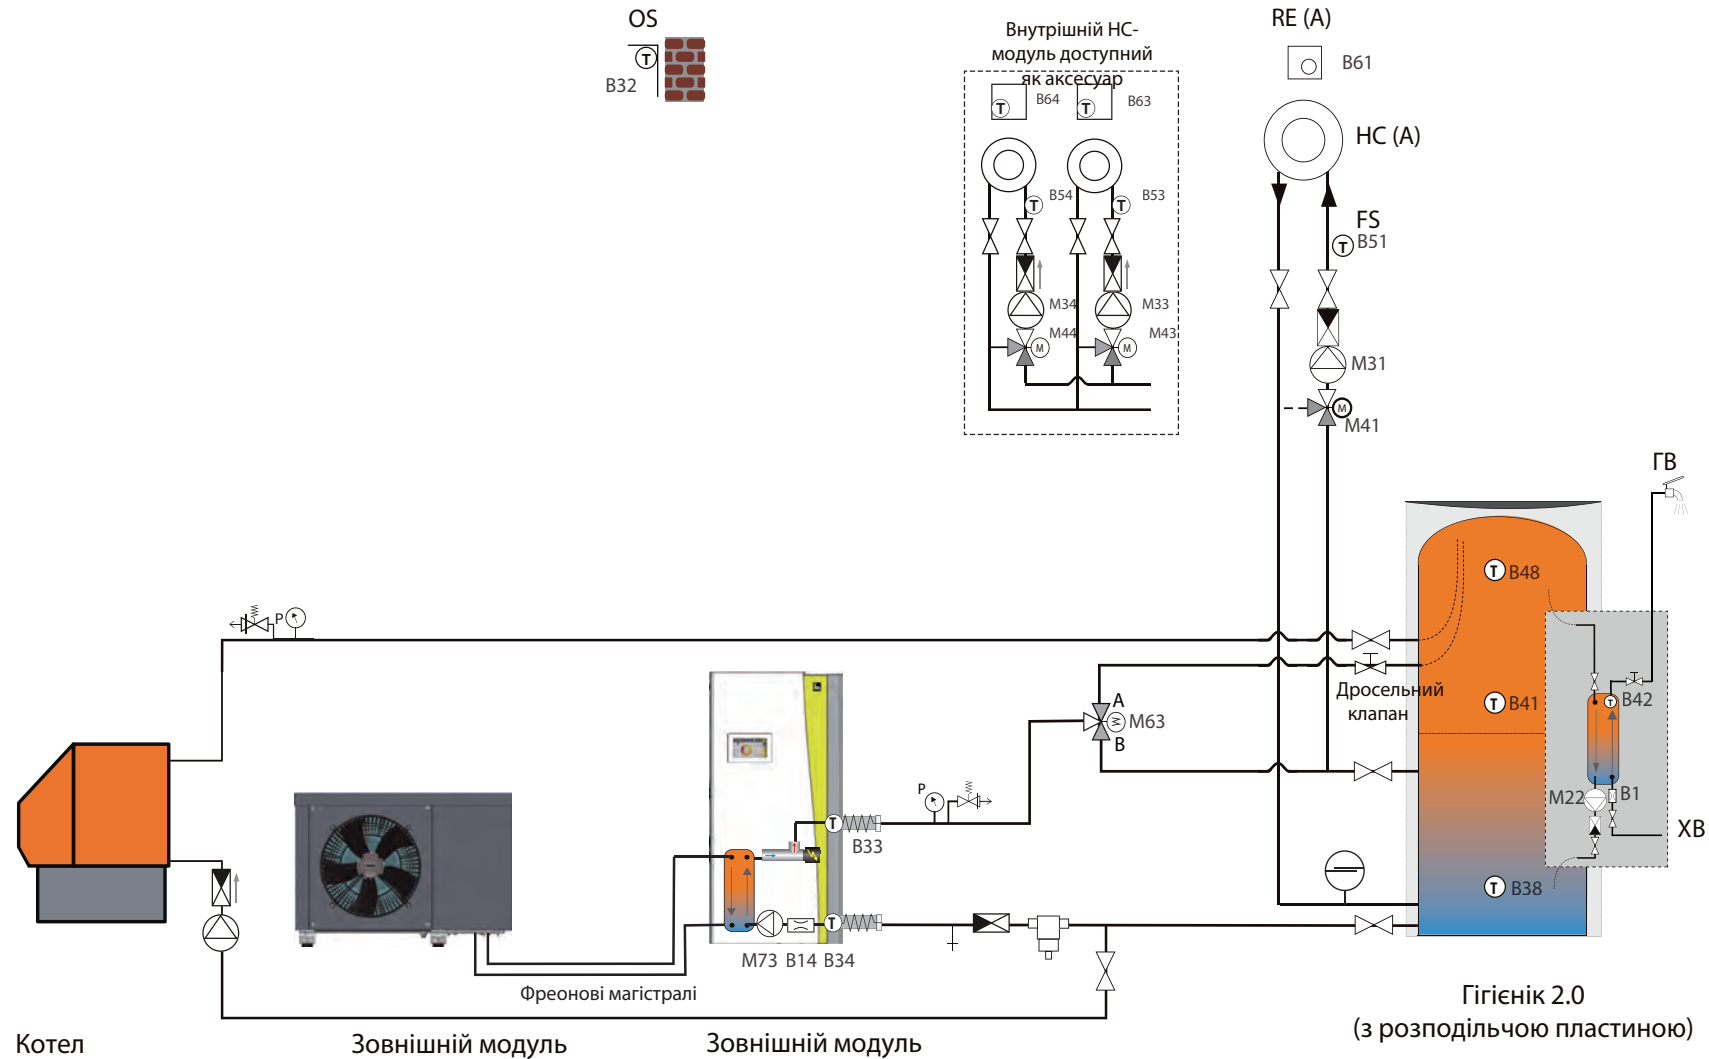 OS
B32
Внутрішній НС-
модуль доступний
як аксесуар
B64
B63
B54
B53
M34
M33
M44
M43
M
M
RE (A)
B61
HC (A)
FS
B51
M31
M41
M
ГВ
B48
B41
B42
B38
M22
B1
ХВ
P
Дросельний
клапан
A
M63
B
P
B33
M73 B14 B34
Фреонові магістралі
Котел
Зовнішній модуль
Зовнішній модуль
Гігієнік 2.0
(з розподільчою пластиною)
T
T
T
T
T
T
T
T
T
T
T
T